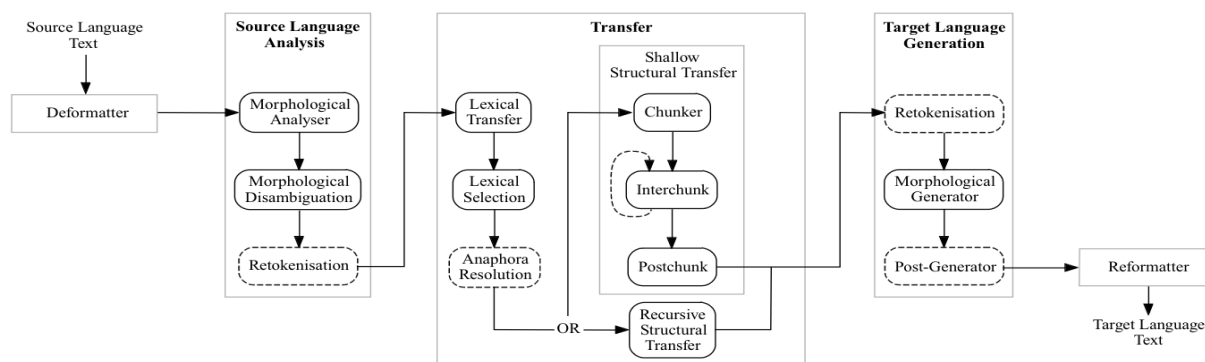 Source Language
Text
Deformatter
Source Language
Analysis
Morphological
Analyser
Morphological
Disambiguation
Retokenisation
Transfer
Lexical
Transfer
Lexical
Selection
Anaphora
Resolution
OR
Shallow
Structural Transfer
Chunker
Interchunk
Postchunk
Recursive
Structural
Transfer
Target Language
Generation
Retokenisation
Morphological
Generator
Post-Generator
Reformatter
Target Language
Text